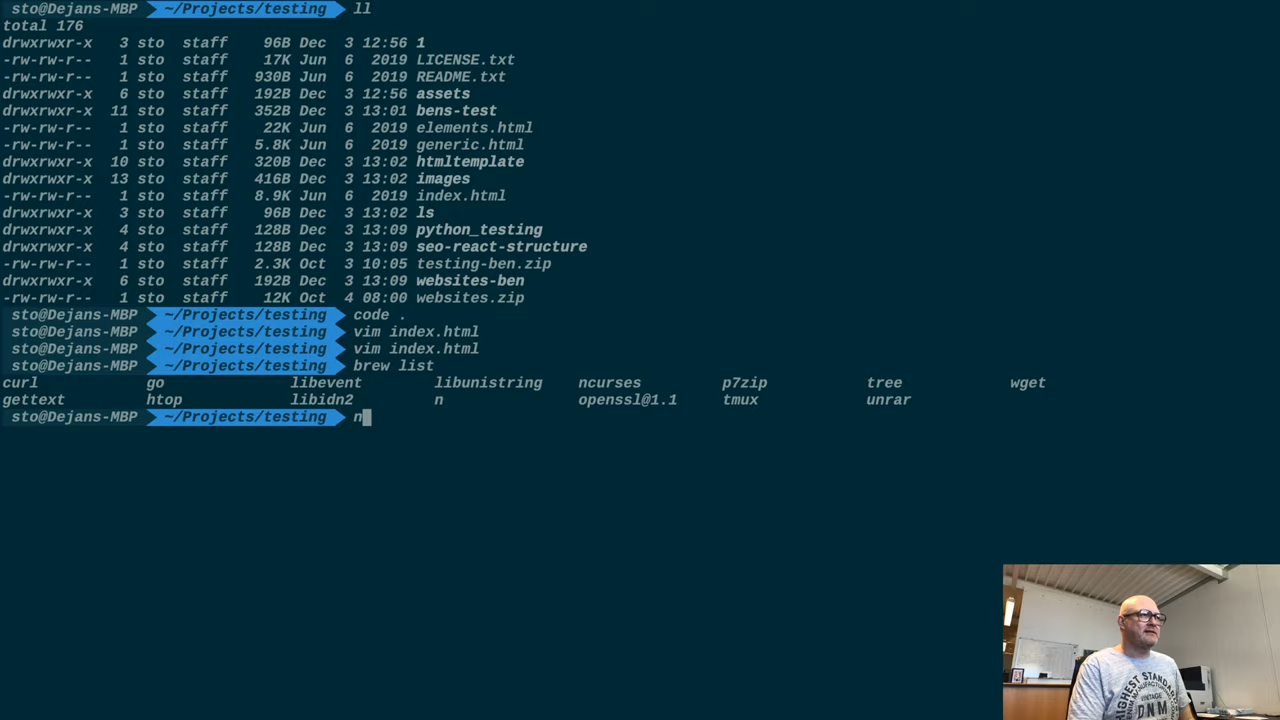 sto@Dejans-MBP ~/Projects/testing ll
total 176
drwxrwxr-x 3 sto staff 96B Dec 3 12:56 1
-rw-rw-r-- 1 sto staff 17K Jun 6 2019 LICENSE.txt
-rw-rw-r-- 1 sto staff 930B Jun 6 2019 README.txt
drwxrwxr-x 6 sto staff 192B Dec 3 12:56 assets
drwxrwxr-x 11 sto staff 352B Dec 3 13:01 bens-test
-rw-rw-r-- 1 sto staff 22K Jun 6 2019 elements.html
-rw-rw-r-- 1 sto staff 5.8K Jun 6 2019 generic.html
drwxrwxr-x 10 sto staff 320B Dec 3 13:02 htmltemplate
drwxrwxr-x 13 sto staff 416B Dec 3 13:02 images
-rw-rw-r-- 1 sto staff 8.9K Jun 6 2019 index.html
drwxrwxr-x 3 sto staff 96B Dec 3 13:02 ls
drwxrwxr-x 4 sto staff 128B Dec 3 13:09 python_testing
drwxrwxr-x 4 sto staff 128B Dec 3 13:09 seo-react-structure
-rw-rw-r-- 1 sto staff 2.3K Oct 3 10:05 testing-ben.zip
drwxrwxr-x 6 sto staff 192B Dec 3 13:09 websites-ben
-rw-rw-r-- 1 sto staff 12K Oct 4 08:00 websites.zip
sto@Dejans-MBP ~/Projects/testing code .
sto@Dejans-MBP ~/Projects/testing vim index.html
sto@Dejans-MBP ~/Projects/testing vim index.html
sto@Dejans-MBP ~/Projects/testing brew list
curl go libevent libunistring ncurses p7zip tree wget
gettext htop libidn2 n openssl@1.1 tmux unrar
sto@Dejans-MBP ~/Projects/testing n
HIGHEST STANDARD
VINTAGE
DNM